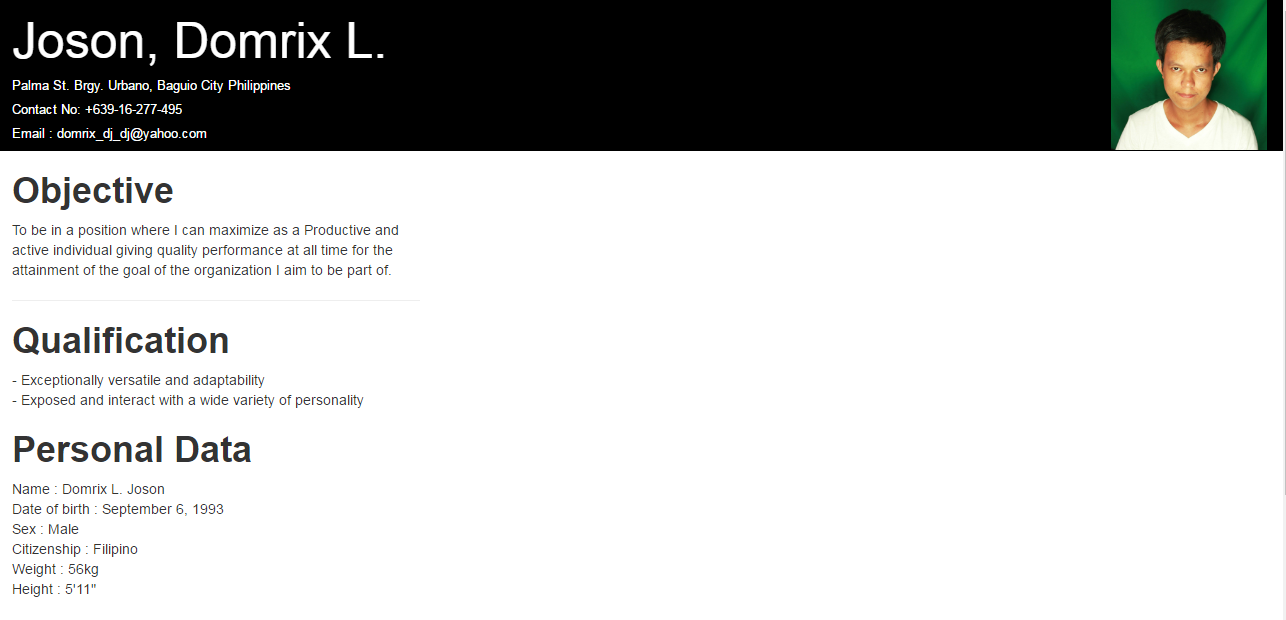 Joson, Domrix L.
Palma St. Brgy. Urbano, Baguio City Philippines
Contact No: +639-16-277-495
Email : domrix_dj_dj@yahoo.com
Objective
To be in a position where I can maximize as a Productive and
active individual giving quality performance at all time for the
attainment of the goal of the organization I aim to be part of.
Qualification
- Exceptionally versatile and adaptability
- Exposed and interact with a wide variety of personality
Personal Data
Name : Domrix L. Joson
Date of birth : September 6, 1993
Sex : Male
Citizenship : Filipino
Weight : 56kg
Height : 5'11"